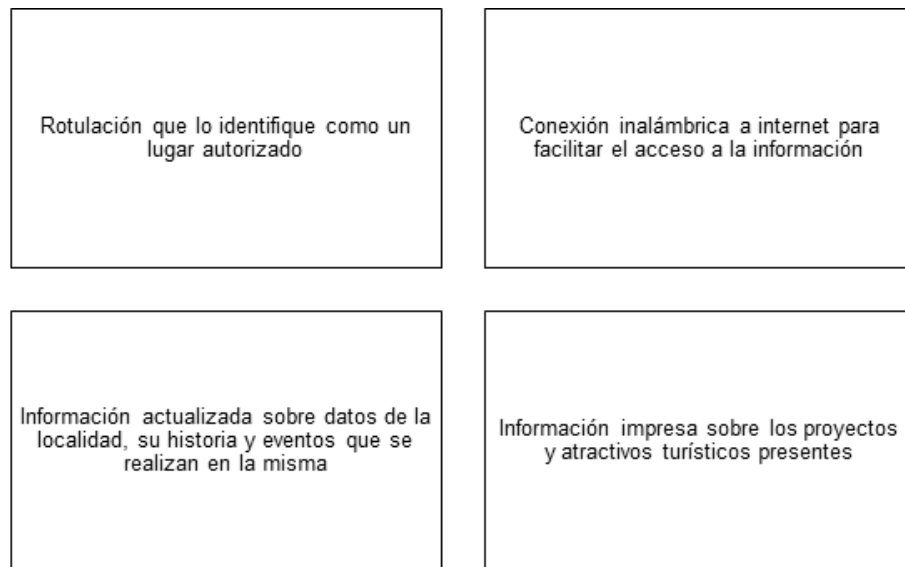 Rotulación que lo identifique como un
lugar autorizado
Conexión inalámbrica a internet para
facilitar el acceso a la información
Información actualizada sobre datos de la
localidad, su historia y eventos que se
realizan en la misma
Información impresa sobre los proyectos
y atractivos turísticos presentes